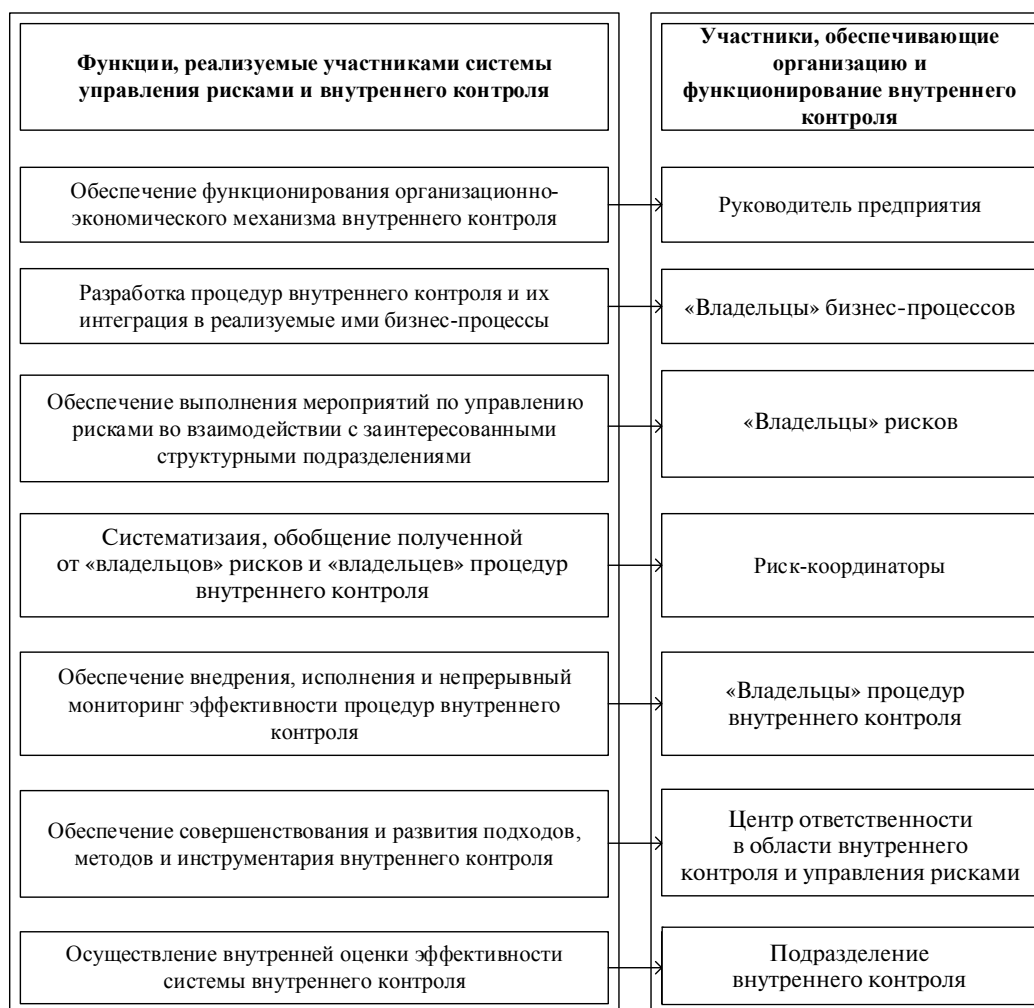 Функции, реализуемые участниками системы
управления рисками и внутреннего контроля
Участники, обеспечивающие
организацию и
функционирование внутреннего
контроля
Обеспечение функционирования организационно-
экономического механизма внутреннего контроля
Руководитель предприятия
Разработка процедур внутреннего контроля и их
интеграция в реализуемые ими бизнес-процессы
«Владельцы» бизнес-процессов
Обеспечение выполнения мероприятий по управлению
рисками во взаимодействии с заинтересованными
структурными подразделениями
«Владельцы» рисков
Систематизаия, обобщение полученной
от «владельцов» рисков и «владельцев» процедур
внутреннего контроля
Риск-координаторы
Обеспечение внедрения, исполнения и непрерывный
мониторинг эффективности процедур внутреннего
контроля
«Владельцы» процедур
внутреннего контроля
Обеспечение совершенствования и развития подходов,
методов и инструментария внутреннего контроля
Центр ответственности
в области внутреннего
контроля и управления рисками
Осуществление внутренней оценки эффективности
системы внутреннего контроля
Подразделение
внутреннего контроля